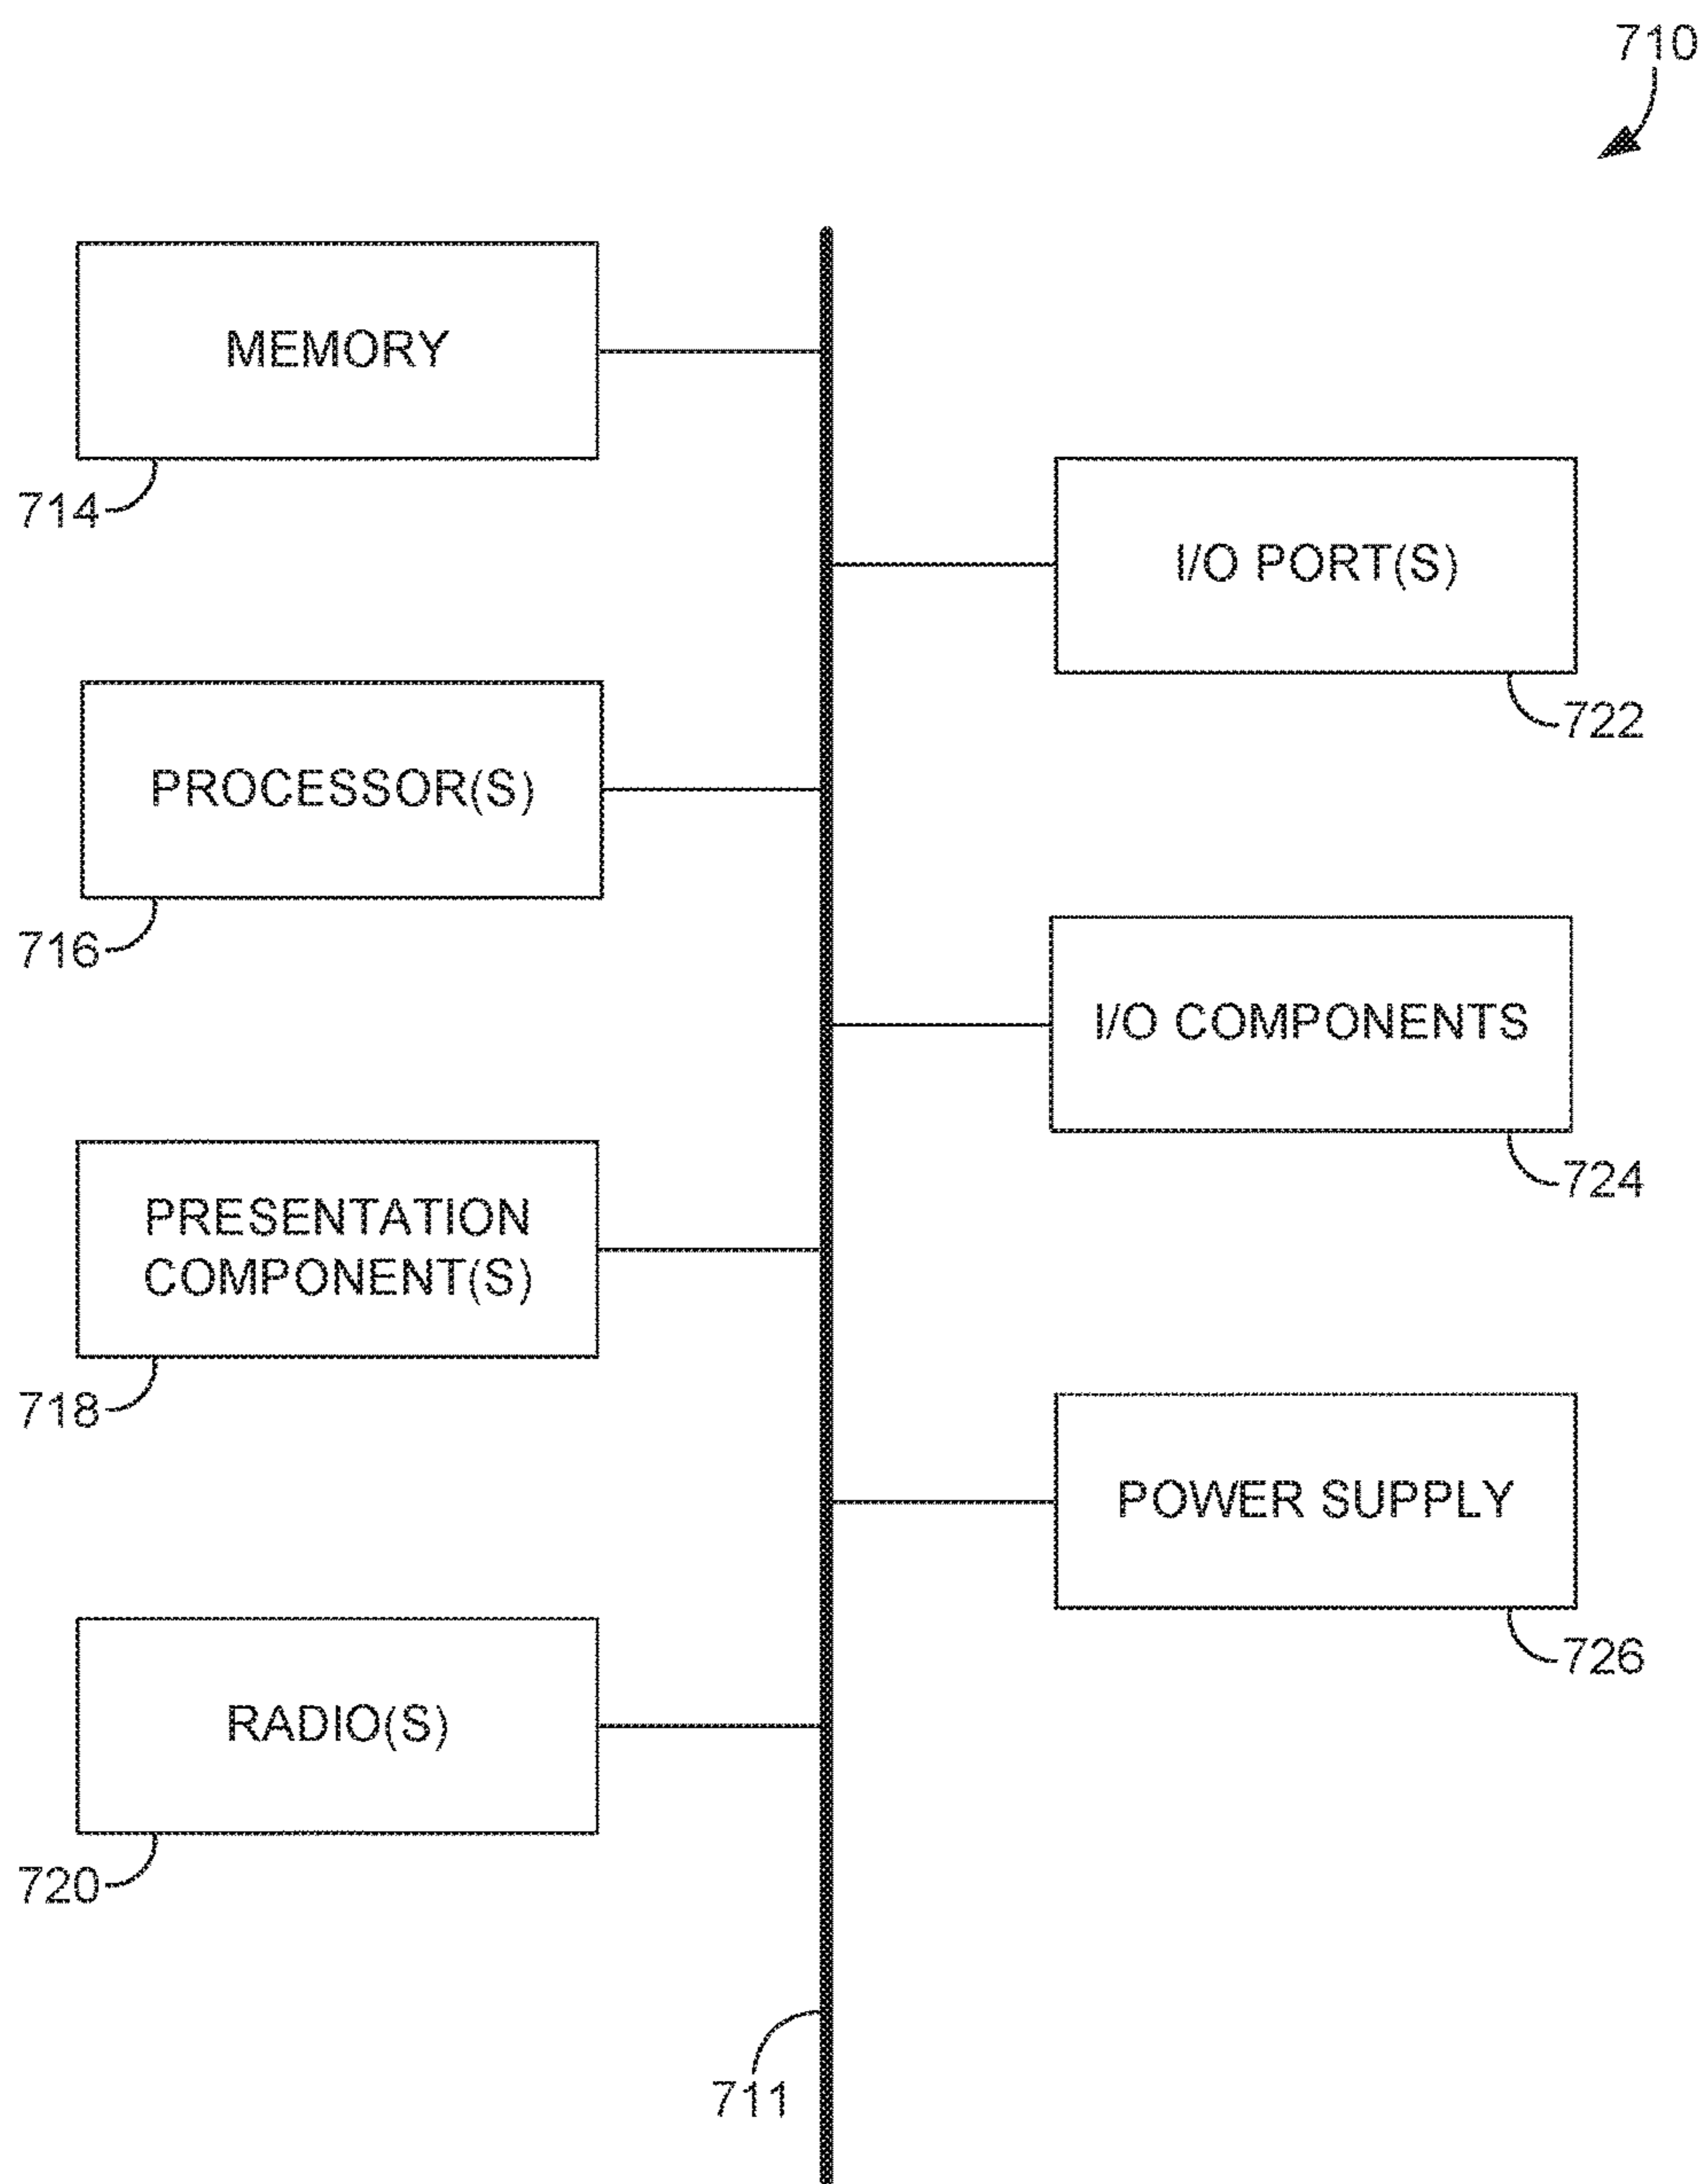 710
MEMORY
714
I/O PORT(S)
722
PROCESSOR(S)
716
I/O COMPONENTS
724
PRESENTATION
COMPONENT(S)
718
POWER SUPPLY
726
RADIO(S)
720
711